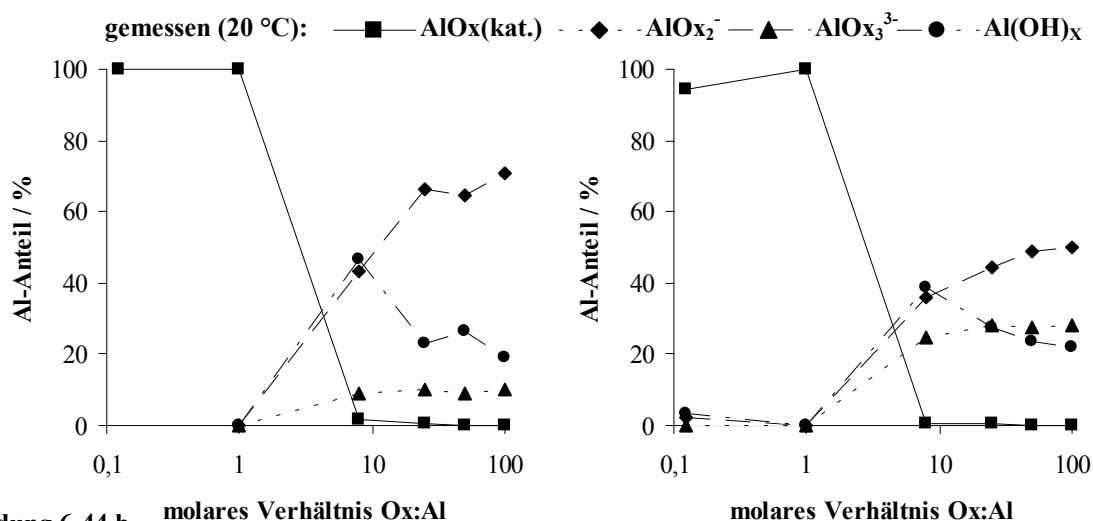 gemessen (20 °C): AlOx(kat.) AlOx₂⁻ AlOx₃³⁻ Al(OH)ₓ
100
80
60
40
20
0
Al-Anteil / %
0,1 1 10 100
molares Verhältnis Ox:Al
100
80
60
40
20
0
Al-Anteil / %
0,1 1 10 100
molares Verhältnis Ox:Al